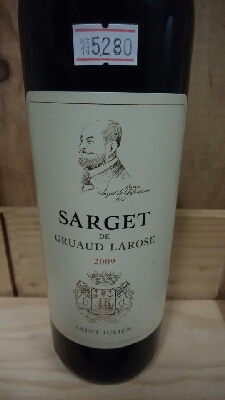 5280
SARGET
DE
GRUAUD LAROSE
2009
SAINT JULIEN